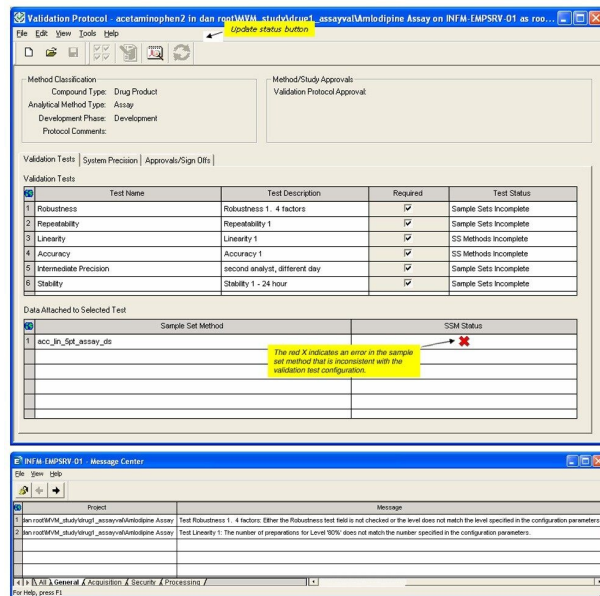 Validation Protocol - acetaminophen2 in dan root\MVM_study\drug1_assayval\Amlodipine Assay on INFM-EMPSRV-01 as roo...
File Edit View Tools Help
Update status button
Method Classification
Compound Type: Drug Product
Analytical Method Type: Assay
Development Phase: Development
Protocol Comments:
Method/Study Approvals
Validation Protocol Approval:
Validation Tests System Precision Approvals/Sign Offs
Validation Tests
Test Name Test Description Required Test Status
1 Robustness Robustness 1. 4 factors Sample Sets Incomplete
2 Repeatability Repeatability 1 Sample Sets Incomplete
3 Linearity Linearity 1 SS Methods Incomplete
4 Accuracy Accuracy 1 SS Methods Incomplete
5 Intermediate Precision second analyst, different day Sample Sets Incomplete
6 Stability Stability 1 - 24 hour Sample Sets Incomplete
Data Attached to Selected Test
Sample Set Method SSM Status
1 acc_lin_5pt_assay_ds
The red X indicates an error in the sample
set method that is inconsistent with the
validation test configuration.
INFM-EMPSRV-01 - Message Center
File View Help
Project Message
1 dan root\MVM_study\drug1_assayval\Amlodipine Assay Test Robustness 1. 4 factors: Either the Robustness test field is not checked or the level does not match the level specified in the configuration parameters
2 dan root\MVM_study\drug1_assayval\Amlodipine Assay Test Linearity 1: The number of preparations for Level '80%' does not match the number specified in the configuration parameters.
All General Acquisition Security Processing
For Help, press F1